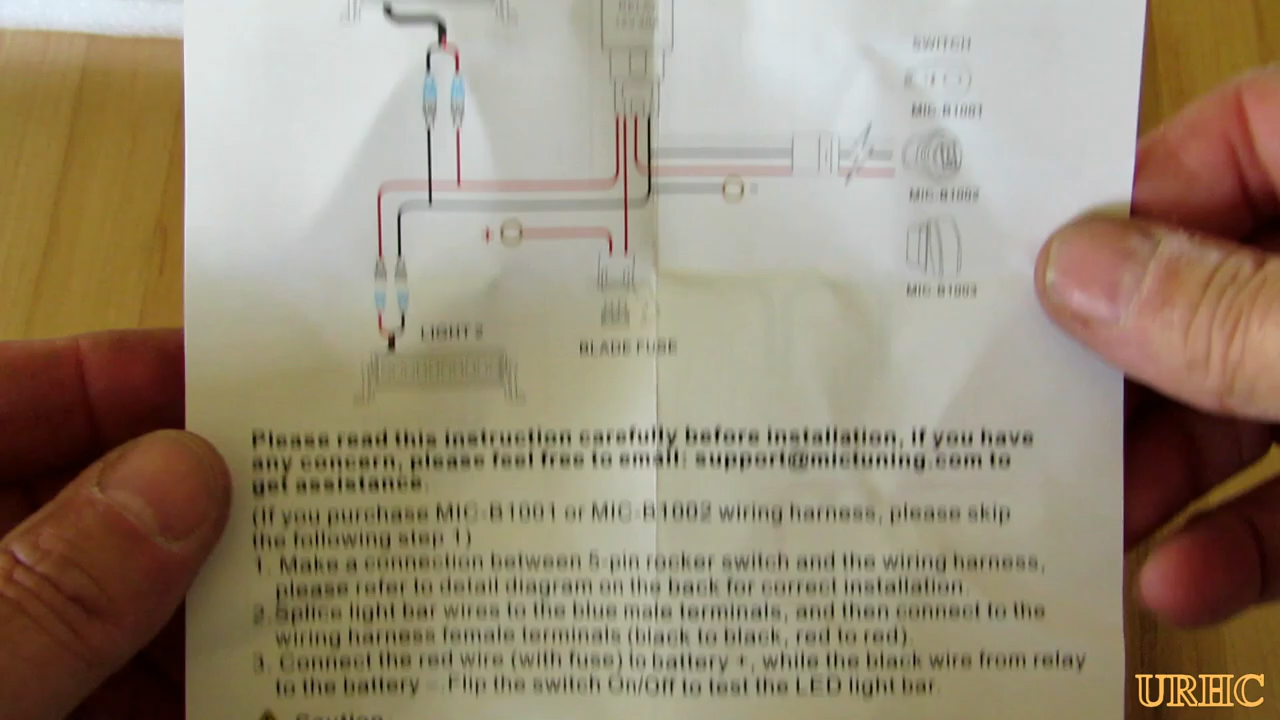 RELAY
SWITCH
MIC-B1001
MIC-B1002
MIC-B1003
LIGHT 2
BLADE FUSE
Please read this instruction carefully before installation, if you have
any concern, please feel free to email: support@mictuning.com to
get assistance.
(If you purchase MIC-B1001 or MIC-B1002 wiring harness, please skip
the following step 1)
1. Make a connection between 5-pin rocker switch and the wiring harness,
please refer to detail diagram on the back for correct installation.
2. Splice light bar wires to the blue male terminals, and then connect to the
wiring harness female terminals (black to black, red to red).
3. Connect the red wire (with fuse) to battery +, while the black wire from relay
to the battery -. Flip the switch On/Off to test the LED light bar.
Caution
URHC